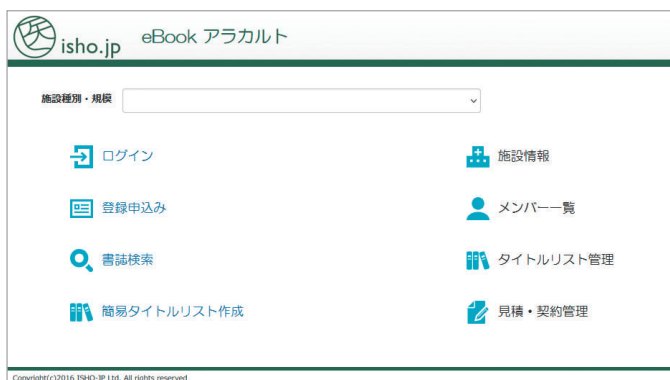 医 isho.jp eBook アラカルト
施設種別・規模
ログイン
施設情報
登録申込み
メンバー一覧
書誌検索
タイトルリスト管理
簡易タイトルリスト作成
見積・契約管理
Copyright(c)2016 ISHO-JP Ltd. All rights reserved